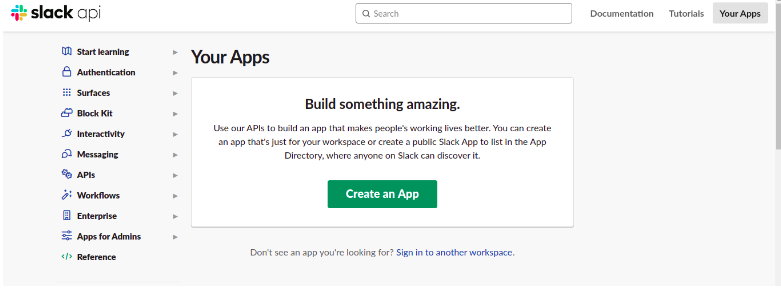 slack api
Search
Documentation
Tutorials
Your Apps
Start learning
Authentication
Surfaces
Block Kit
Interactivity
Messaging
APIs
Workflows
Enterprise
Apps for Admins
Reference
Your Apps
Build something amazing.
Use our APIs to build an app that makes people's working lives better. You can create
an app that's just for your workspace or create a public Slack App to list in the App
Directory, where anyone on Slack can discover it.
Create an App
Don't see an app you're looking for? Sign in to another workspace.